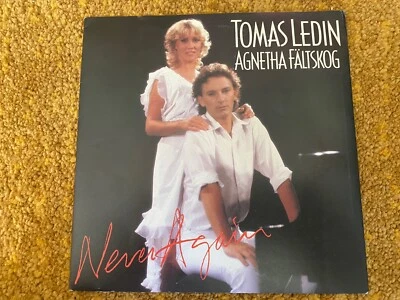 TOMAS LEDIN
AGNETHA FÄLTSKOG
Never Again